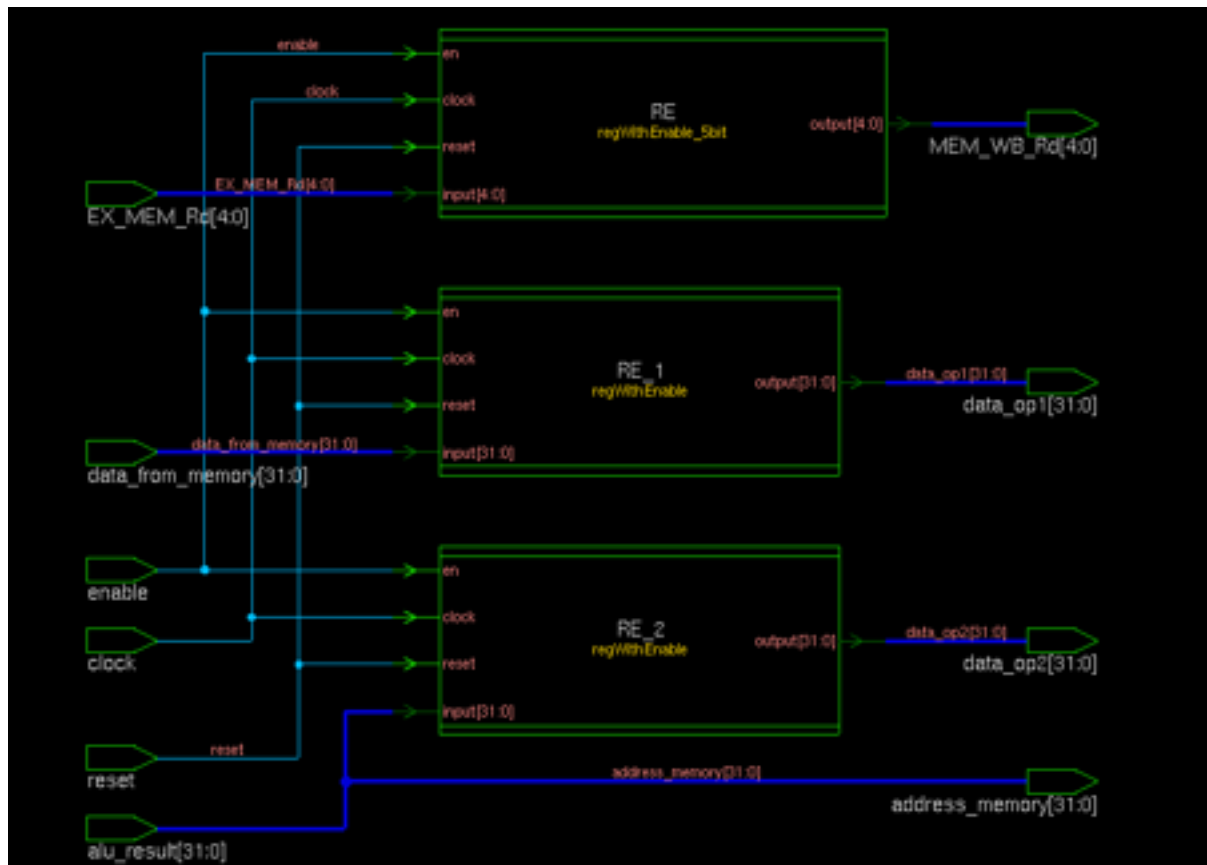 enable
en
clock
clock
RE
regWithEnable_5bit
output[4:0]
reset
MEM_WB_Rd[4:0]
EX_MEM_Rd[4:0]
input[4:0]
EX_MEM_Rd[4:0]
en
clock
RE_1
regWithEnable
output[31:0]
data_op1[31:0]
reset
data_op1[31:0]
data_from_memory[31:0]
input[31:0]
data_from_memory[31:0]
en
enable
clock
RE_2
regWithEnable
output[31:0]
data_op2[31:0]
clock
reset
data_op2[31:0]
input[31:0]
reset
address_memory[31:0]
reset
address_memory[31:0]
alu_result[31:0]